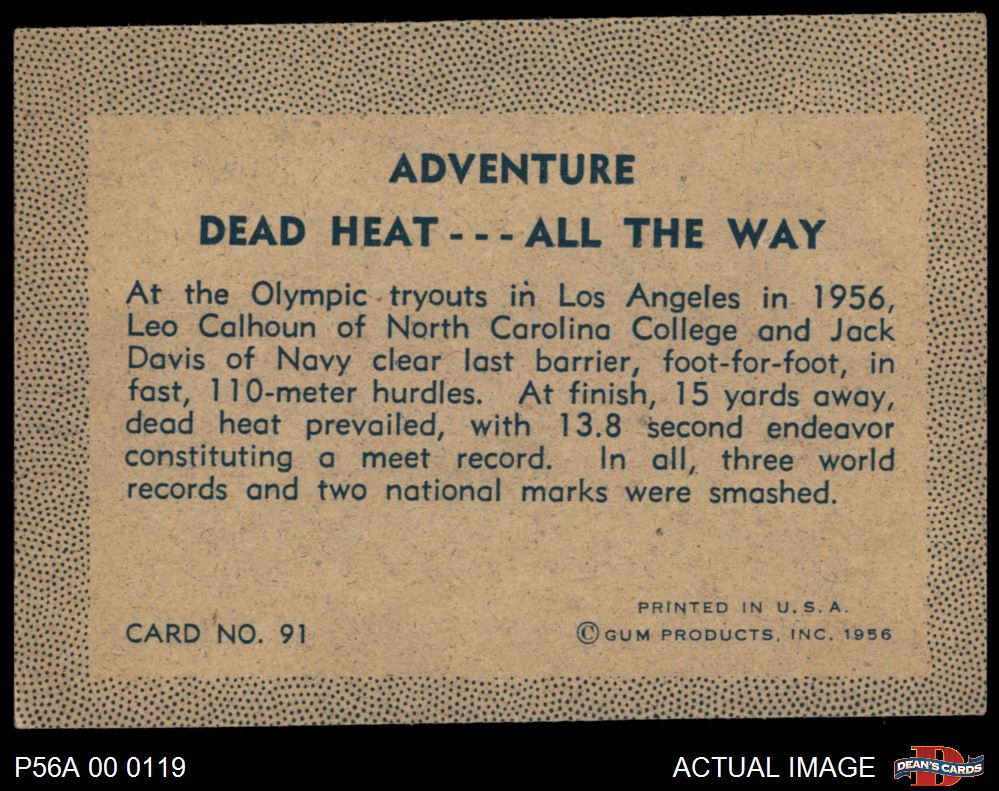 ADVENTURE
DEAD HEAT --- ALL THE WAY
At the Olympic tryouts in Los Angeles in 1956,
Leo Calhoun of North Carolina College and Jack
Davis of Navy clear last barrier, foot-for-foot, in
fast, 110-meter hurdles. At finish, 15 yards away,
dead heat prevailed, with 13.8 second endeavor
constituting a meet record. In all, three world
records and two national marks were smashed.
PRINTED IN U.S.A.
CARD NO. 91 ©GUM PRODUCTS, INC. 1956
P56A 00 0119 ACTUAL IMAGE DEAN'S CARDS